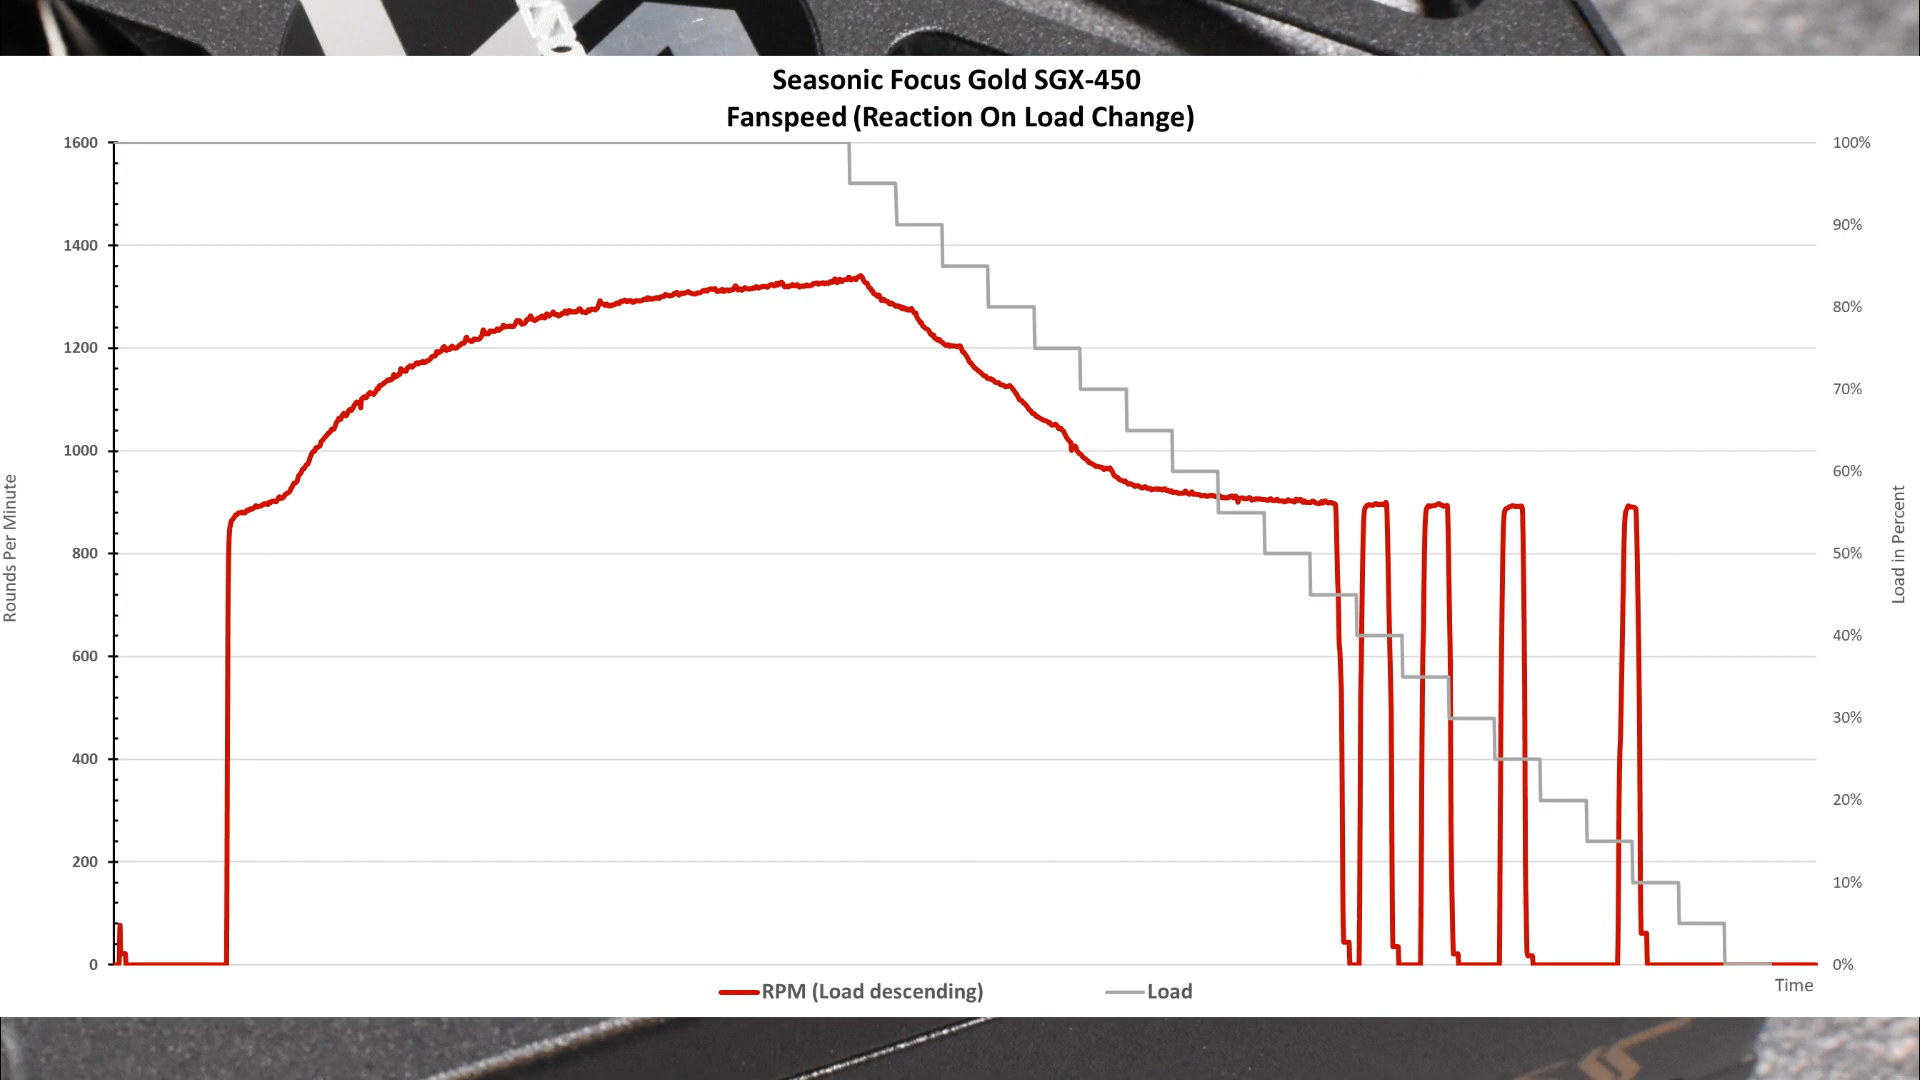 Seasonic Focus Gold SGX-450
Fanspeed (Reaction On Load Change)
1600
1400
1200
1000
800
600
400
200
0
Rounds Per Minute
100%
90%
80%
70%
60%
50%
40%
30%
20%
10%
0%
Load in Percent
Time
RPM (Load descending)
Load